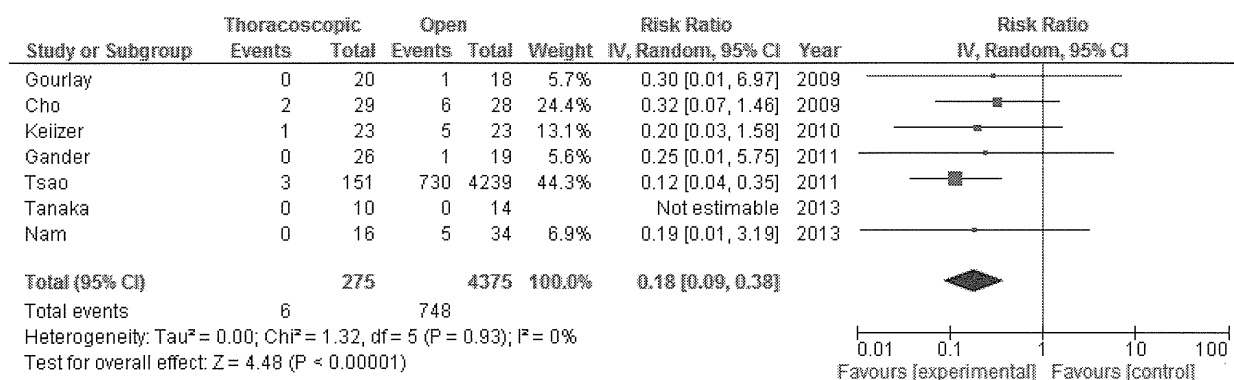 Thoracoscopic Open Risk Ratio Risk Ratio
Study or Subgroup Events Total Events Total Weight IV, Random, 95% CI Year IV, Random, 95% CI
Gourlay 0 20 1 18 5.7% 0.30 [0.01, 6.97] 2009
Cho 2 29 6 28 24.4% 0.32 [0.07, 1.46] 2009
Keiizer 1 23 5 23 13.1% 0.20 [0.03, 1.58] 2010
Gander 0 26 1 19 5.6% 0.25 [0.01, 5.75] 2011
Tsao 3 151 730 4239 44.3% 0.12 [0.04, 0.35] 2011
Tanaka 0 10 0 14 Not estimable 2013
Nam 0 16 5 34 6.9% 0.19 [0.01, 3.19] 2013
Total (95% CI) 275 4375 100.0% 0.18 [0.09, 0.38]
Total events 6 748
Heterogeneity: Tau² = 0.00; Chi² = 1.32, df = 5 (P = 0.93); I² = 0%
Test for overall effect: Z = 4.48 (P < 0.00001)
0.01 0.1 1 10 100
Favours [experimental] Favours [control]